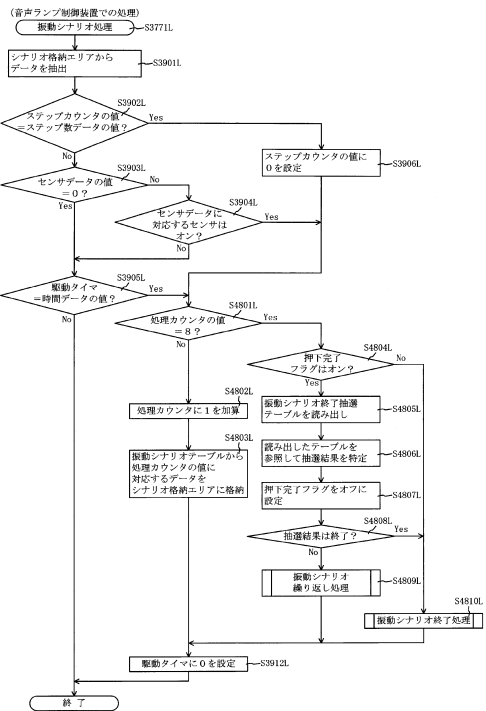 (音声ランプ制御装置での処理)
振動シナリオ処理
S3771L
シナリオ格納エリアから
データを抽出
S3901L
S3902L
ステップカウンタの値
＝ステップ数データの値？
Yes
No
ステップカウンタの値に
０を設定
S3906L
S3903L
センサデータの値
＝０？
No
Yes
S3904L
センサデータに
対応するセンサは
オン？
Yes
No
S3905L
駆動タイマ
＝時間データの値？
Yes
No
S4801L
処理カウンタの値
＝８？
Yes
No
S4804L
押下完了
フラグはオン？
No
Yes
S4802L
処理カウンタに１を加算
振動シナリオ終了抽選
テーブルを読み出し
S4805L
S4803L
振動シナリオテーブルから
処理カウンタの値に
対応するデータを
シナリオ格納エリアに格納
読み出したテーブルを
参照して抽選結果を特定
S4806L
押下完了フラグをオフに
設定
S4807L
S4808L
抽選結果は終了？
Yes
No
振動シナリオ
繰り返し処理
S4809L
S4810L
振動シナリオ終了処理
駆動タイマに０を設定
S3912L
終 了